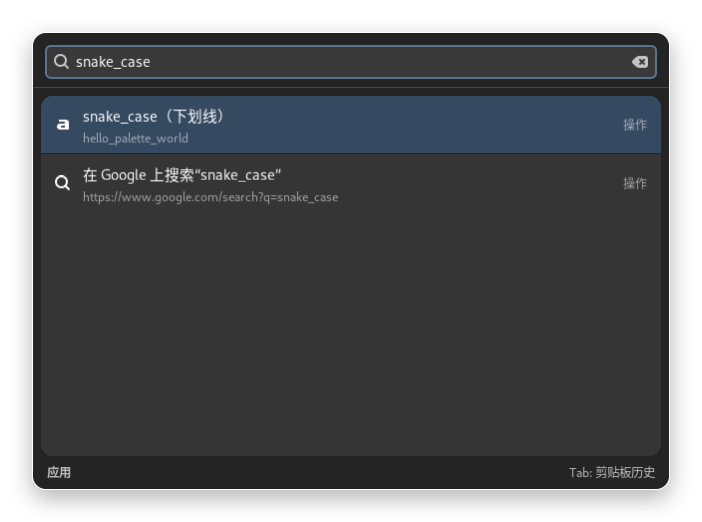 snake_case
snake_case（下划线）
hello_palette_world
操作
在 Google 上搜索“snake_case”
https://www.google.com/search?q=snake_case
操作
应用
Tab: 剪贴板历史